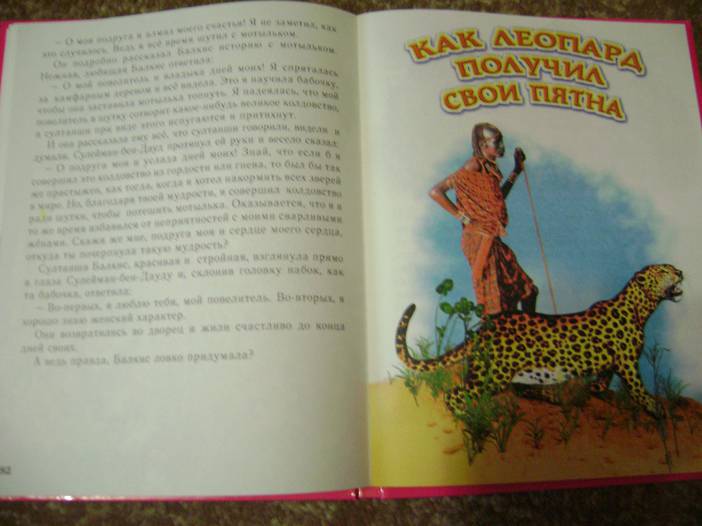 – О моя подруга и алмаз моего счастья! Я не заметил, как
это случилось. Ведь я всё время шутил с мотыльком.
Он подробно рассказал Балкис историю с мотыльком.
Нежная, любящая Балкис ответила:
– О мой повелитель и владыка дней моих! Я спряталась
за камфарным деревом и всё видела. Это я научила бабочку,
чтобы она заставила мотылька топнуть. Я надеялась, что мой
повелитель в шутку сотворит какое-нибудь великое колдовство,
и султанши при виде этого испугаются и притихнут.
И она рассказала ему всё, что султанши говорили, видели и
думали. Сулейман-бен-Дауд протянул ей руки и весело сказал:
– О подруга моя и услада дней моих! Знай, что если б я
совершил это колдовство из гордости или гнева, то был бы так
же пристыжен, как тогда, когда я хотел накормить всех зверей
в мире. Но, благодаря твоей мудрости, я совершил колдовство
ради шутки, чтобы потешить мотылька. Оказывается, что я в
то же время избавился от неприятностей с моими сварливыми
жёнами. Скажи же мне, подруга моя и сердце моего сердца,
откуда ты почерпнула такую мудрость?
Султанша Балкис, красивая и стройная, взглянула прямо
в глаза Сулейман-бен-Дауду и, склонив головку набок, как
та бабочка, ответила:
– Во-первых, я люблю тебя, мой повелитель. Во-вторых, я
хорошо знаю женский характер.
Они возвратились во дворец и жили счастливо до конца
дней своих.
А ведь правда, Балкис ловко придумала?
КАК ЛЕОПАРД
ПОЛУЧИЛ
СВОИ ПЯТНА